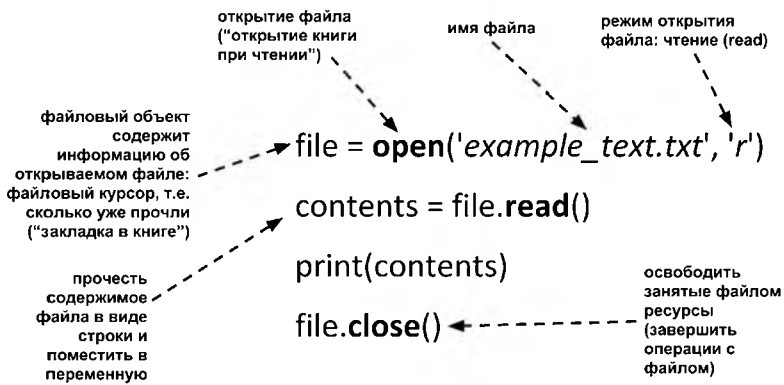 открытие файла
(“открытие книги
при чтении”)
имя файла
режим открытия
файла: чтение (read)
файловый объект
содержит
информацию об
открываемом файле:
файловый курсор, т.е.
сколько уже прочли
(“закладка в книге”)
file = open('example_text.txt', 'r')
contents = file.read()
print(contents)
file.close()
прочесть
содержимое
файла в виде
строки и
поместить в
переменную
освободить
занятые файлом
ресурсы
(завершить
операции с
файлом)